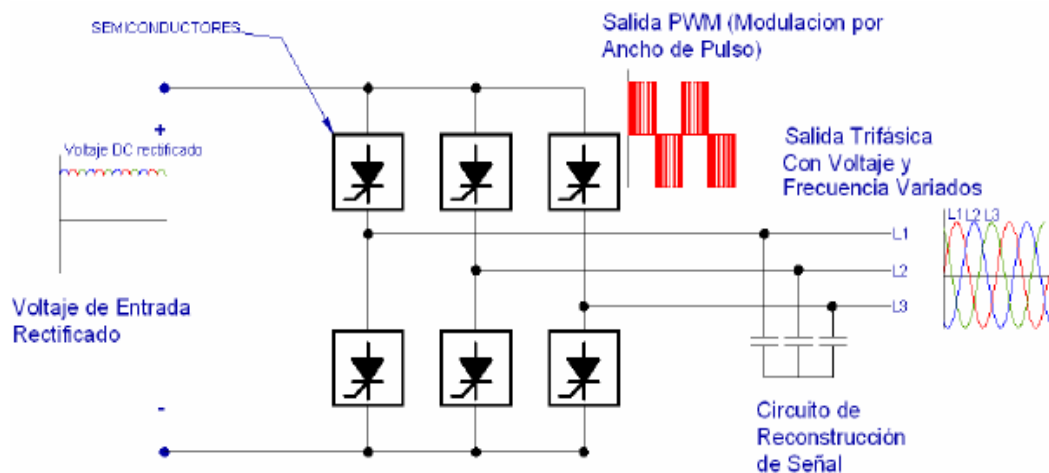 SEMICONDUCTORES
Salida PWM (Modulacion por
Ancho de Pulso)
+
Voltaje DC rectificado
Salida Trifásica
Con Voltaje y
Frecuencia Variados
L1 L2 L3
L1
L2
L3
Voltaje de Entrada
Rectificado
-
Circuito de
Reconstrucción
de Señal